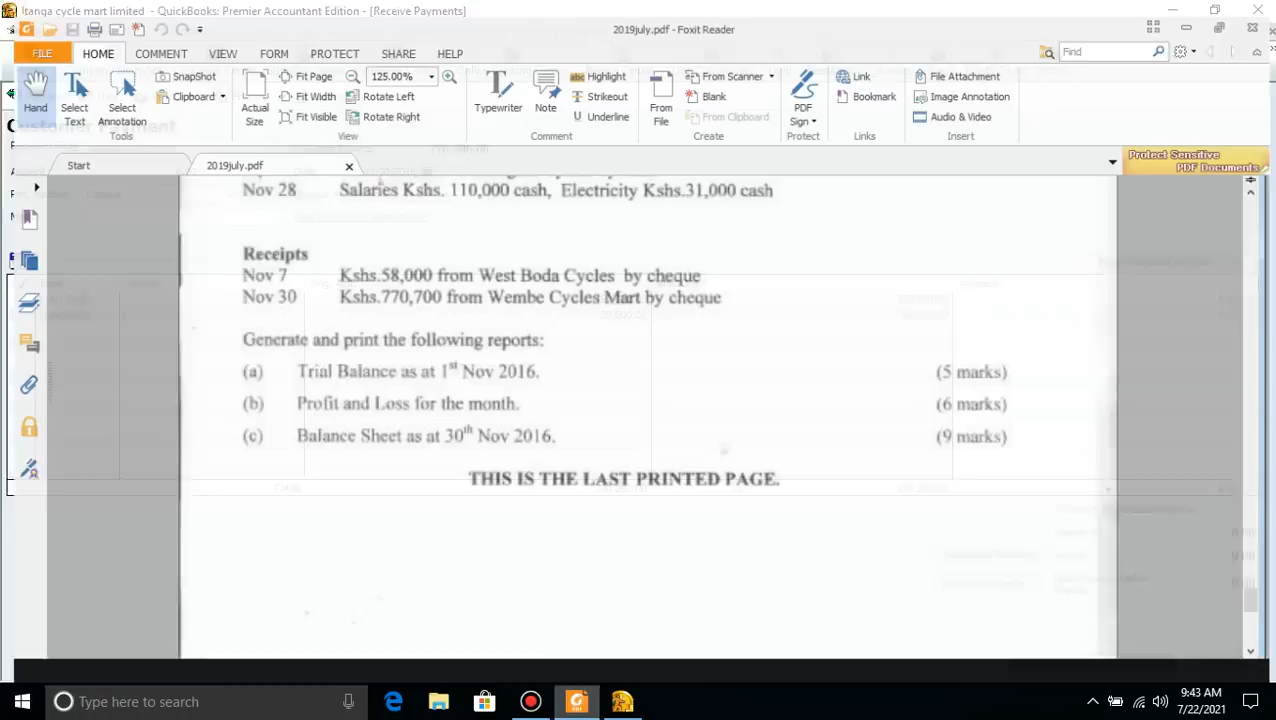 Itanga cycle mart limited - QuickBooks: Premier Accountant Edition - [Receive Payments]
2019july.pdf - Foxit Reader
FILE HOME COMMENT VIEW FORM PROTECT SHARE HELP
Find
Hand
Select Text
Select Annotation
SnapShot
Clipboard
Tools
Actual Size
Fit Page
Fit Width
Fit Visible
125.00%
Rotate Left
Rotate Right
View
Typewriter
Note
Highlight
Strikeout
Underline
Comment
From File
From Scanner
Blank
From Clipboard
Create
PDF Sign
Protect
Link
Bookmark
Links
File Attachment
Image Annotation
Audio & Video
Insert
Customer Payment
Start
2019july.pdf
Protect Sensitive
PDF Documents
Nov 28 Salaries Kshs. 110,000 cash, Electricity Kshs.31,000 cash
Receipts
Nov 7 Kshs.58,000 from West Boda Cycles by cheque
Nov 30 Kshs.770,700 from Wembe Cycles Mart by cheque
Generate and print the following reports:
(a) Trial Balance as at 1st Nov 2016. (5 marks)
(b) Profit and Loss for the month. (6 marks)
(c) Balance Sheet as at 30th Nov 2016. (9 marks)
THIS IS THE LAST PRINTED PAGE.
Type here to search
9:43 AM
7/22/2021